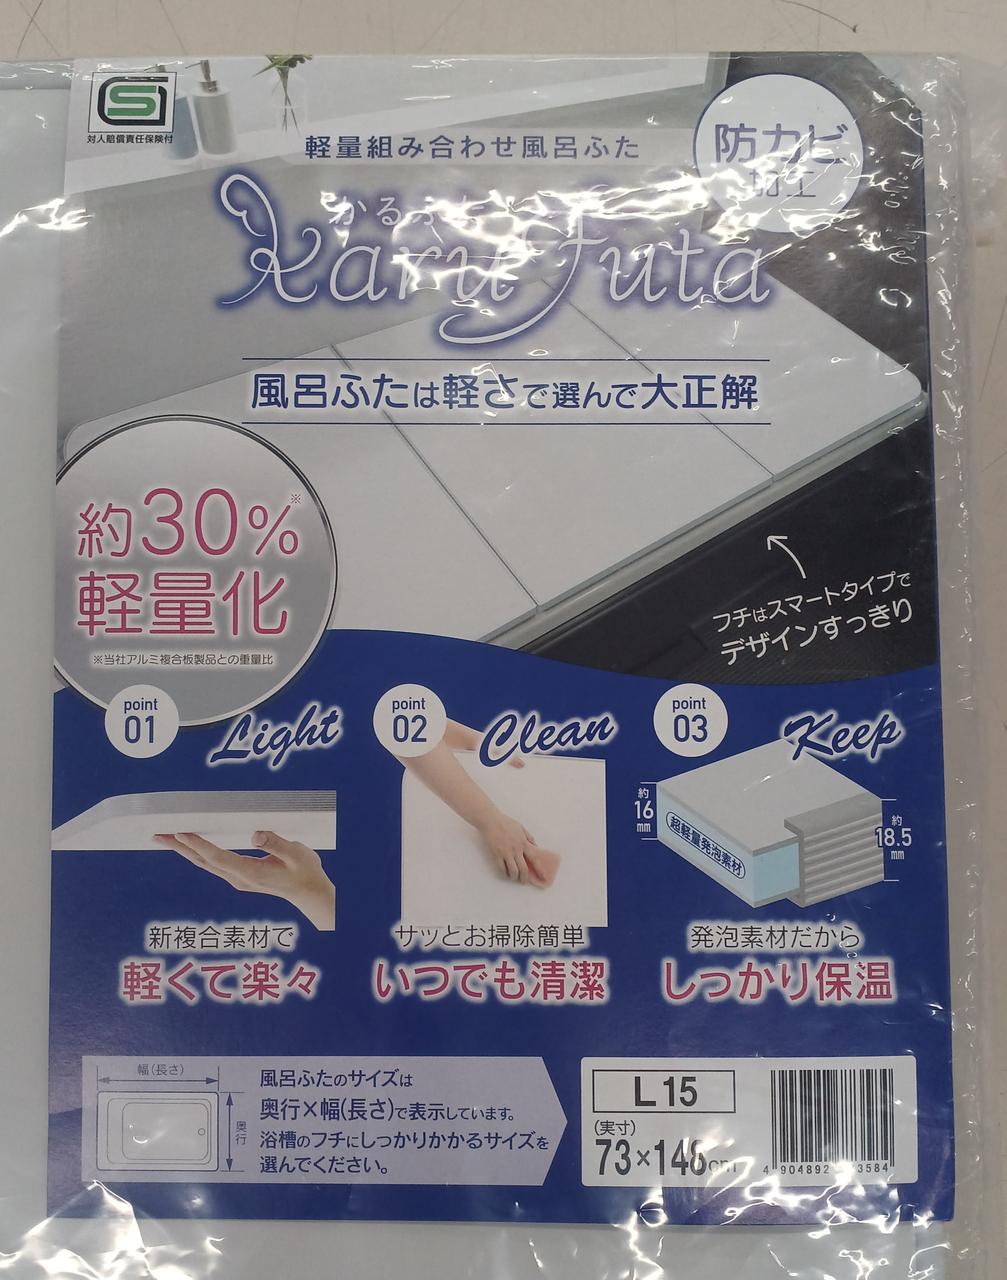 対人賠償責任保険付
軽量組み合わせ風呂ふた
防カビ
加工
かるふた
Karu Futa
風呂ふたは軽さで選んで大正解
約30%※
軽量化
※当社アルミ複合板製品との重量比
フチはスマートタイプで
デザインすっきり
point
01
Light
新複合素材で
軽くて楽々
point
02
Clean
サッとお掃除簡単
いつでも清潔
point
03
Keep
約
16
mm
超軽量発泡素材
約
18.5
mm
発泡素材だから
しっかり保温
幅(長さ)
奥行
風呂ふたのサイズは
奥行×幅(長さ)で表示しています。
浴槽のフチにしっかりかかるサイズを
選んでください。
L15
(実寸)
73×148cm
4 904892 3584